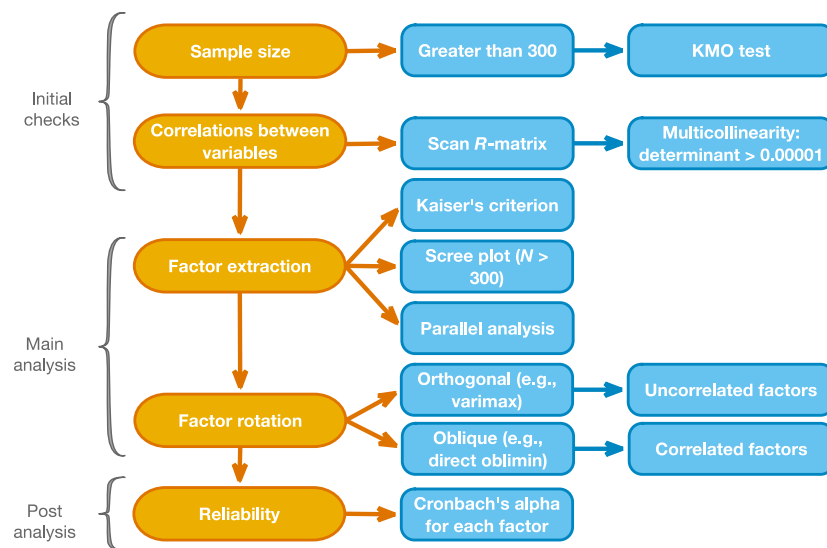 Initial
checks
Sample size
Greater than 300
KMO test
Correlations between
variables
Scan R-matrix
Multicollinearity:
determinant > 0.00001
Main
analysis
Factor extraction
Kaiser's criterion
Scree plot (N >
300)
Parallel analysis
Factor rotation
Orthogonal (e.g.,
varimax)
Uncorrelated factors
Oblique (e.g.,
direct oblimin)
Correlated factors
Post
analysis
Reliability
Cronbach's alpha
for each factor